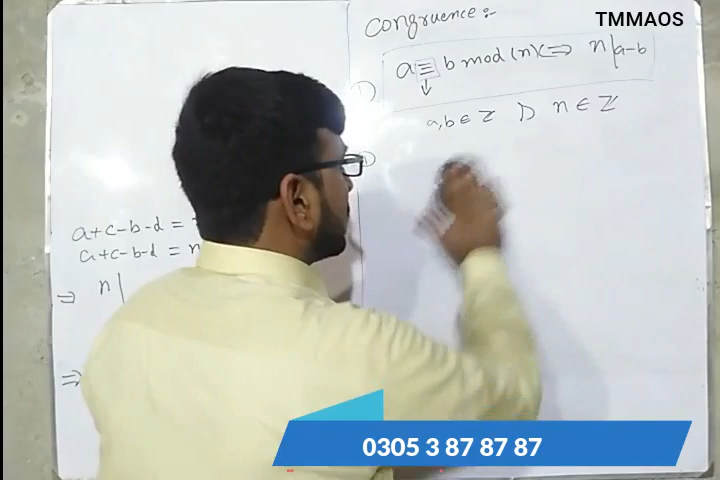 TMMAOS
Congruence:-
1) a ≡ b mod (n) <=> n | a-b
a, b ∈ Z n ∈ Z
a+c-b-d =
a+c-b-d = n
=> n |
=>
0305 3 87 87 87